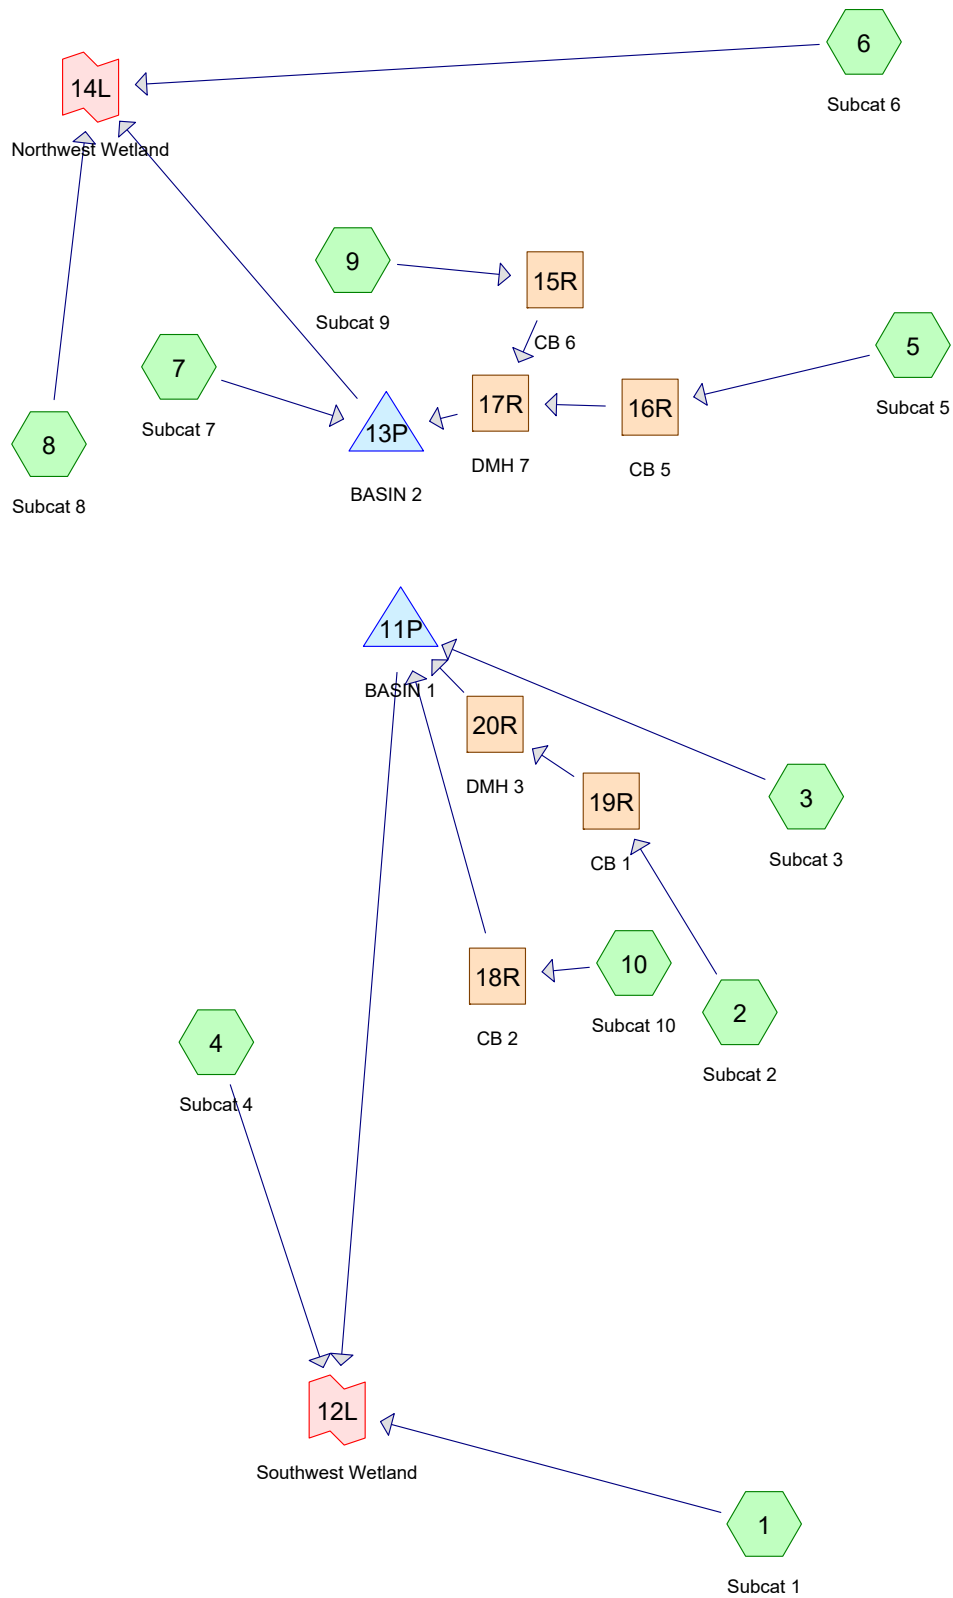 6
Subcat 6
14L
Northwest Wetland
9
Subcat 9
15R
CB 6
5
Subcat 5
7
Subcat 7
17R
DMH 7
16R
CB 5
13P
BASIN 2
8
Subcat 8
11P
BASIN 1
20R
DMH 3
19R
CB 1
3
Subcat 3
18R
CB 2
10
Subcat 10
2
Subcat 2
4
Subcat 4
12L
Southwest Wetland
1
Subcat 1